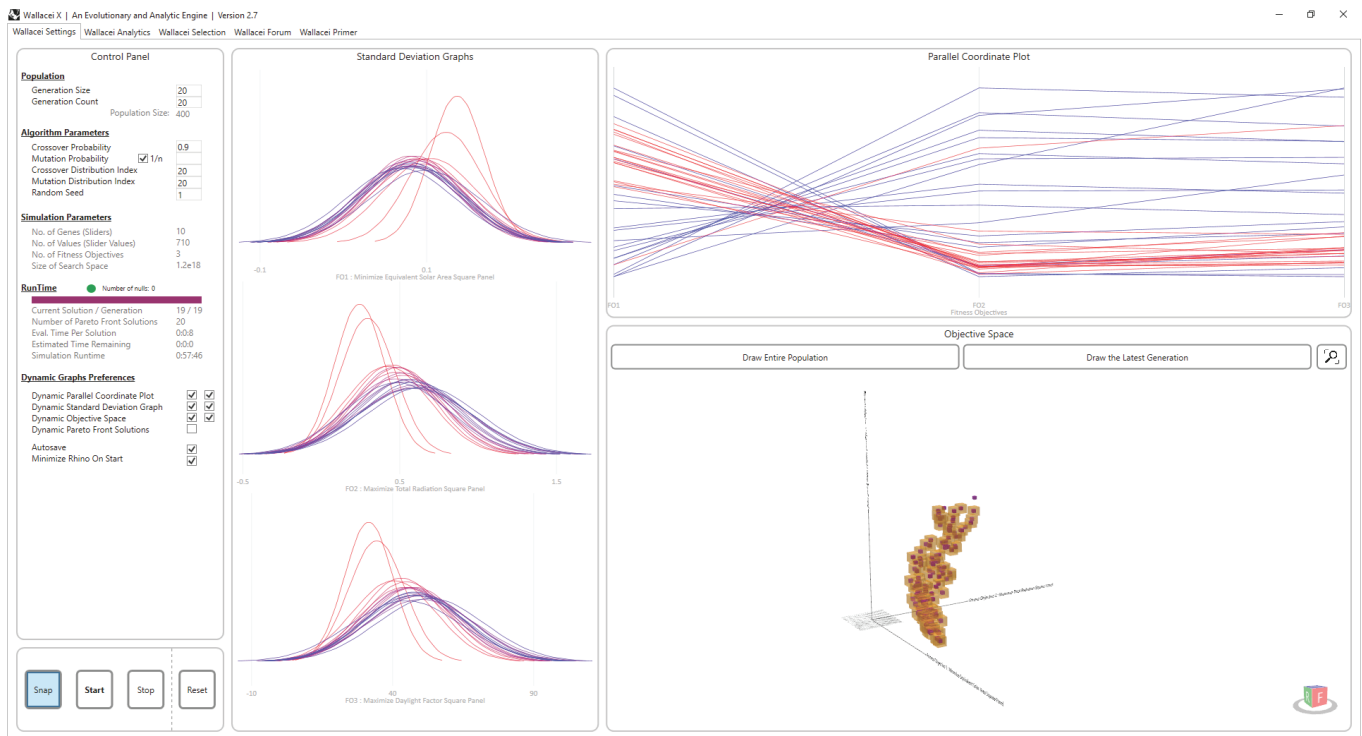 Wallacei X | An Evolutionary and Analytic Engine | Version 2.7
Wallacei Settings Wallacei Analytics Wallacei Selection Wallacei Forum Wallacei Primer
Control Panel
Population
Generation Size 20
Generation Count 20
Population Size: 400
Algorithm Parameters
Crossover Probability 0.9
Mutation Probability 1/n
Crossover Distribution Index 20
Mutation Distribution Index 20
Random Seed 1
Simulation Parameters
No. of Genes (Sliders) 10
No. of Values (Slider Values) 710
No. of Fitness Objectives 3
Size of Search Space 1.2e18
RunTime Number of nulls: 0
Current Solution / Generation 19 / 19
Number of Pareto Front Solutions 20
Eval. Time Per Solution 0:0:8
Estimated Time Remaining 0:0:0
Simulation Runtime 0:57:46
Dynamic Graphs Preferences
Dynamic Parallel Coordinate Plot
Dynamic Standard Deviation Graph
Dynamic Objective Space
Dynamic Pareto Front Solutions
Autosave
Minimize Rhino On Start
Snap Start Stop Reset
Standard Deviation Graphs
-0.1 0.1
FO1 : Minimize Equivalent Solar Area Square Panel
-0.5 0.5 1.5
FO2 : Maximize Total Radiation Square Panel
-10 40 90
FO3 : Maximize Daylight Factor Square Panel
Parallel Coordinate Plot
FO1 FO2 FO3
Fitness Objectives
Objective Space
Draw Entire Population Draw the Latest Generation
F